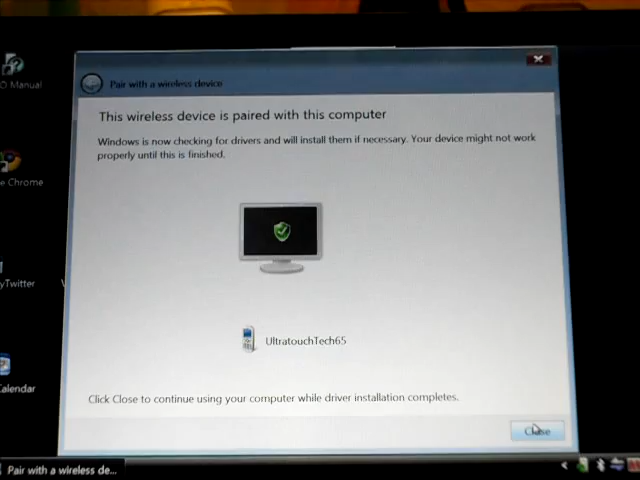 O Manual
e Chrome
yTwitter
Calendar
Pair with a wireless device
This wireless device is paired with this computer
Windows is now checking for drivers and will install them if necessary. Your device might not work
properly until this is finished.
UltratouchTech65
Click Close to continue using your computer while driver installation completes.
Close
Pair with a wireless de...